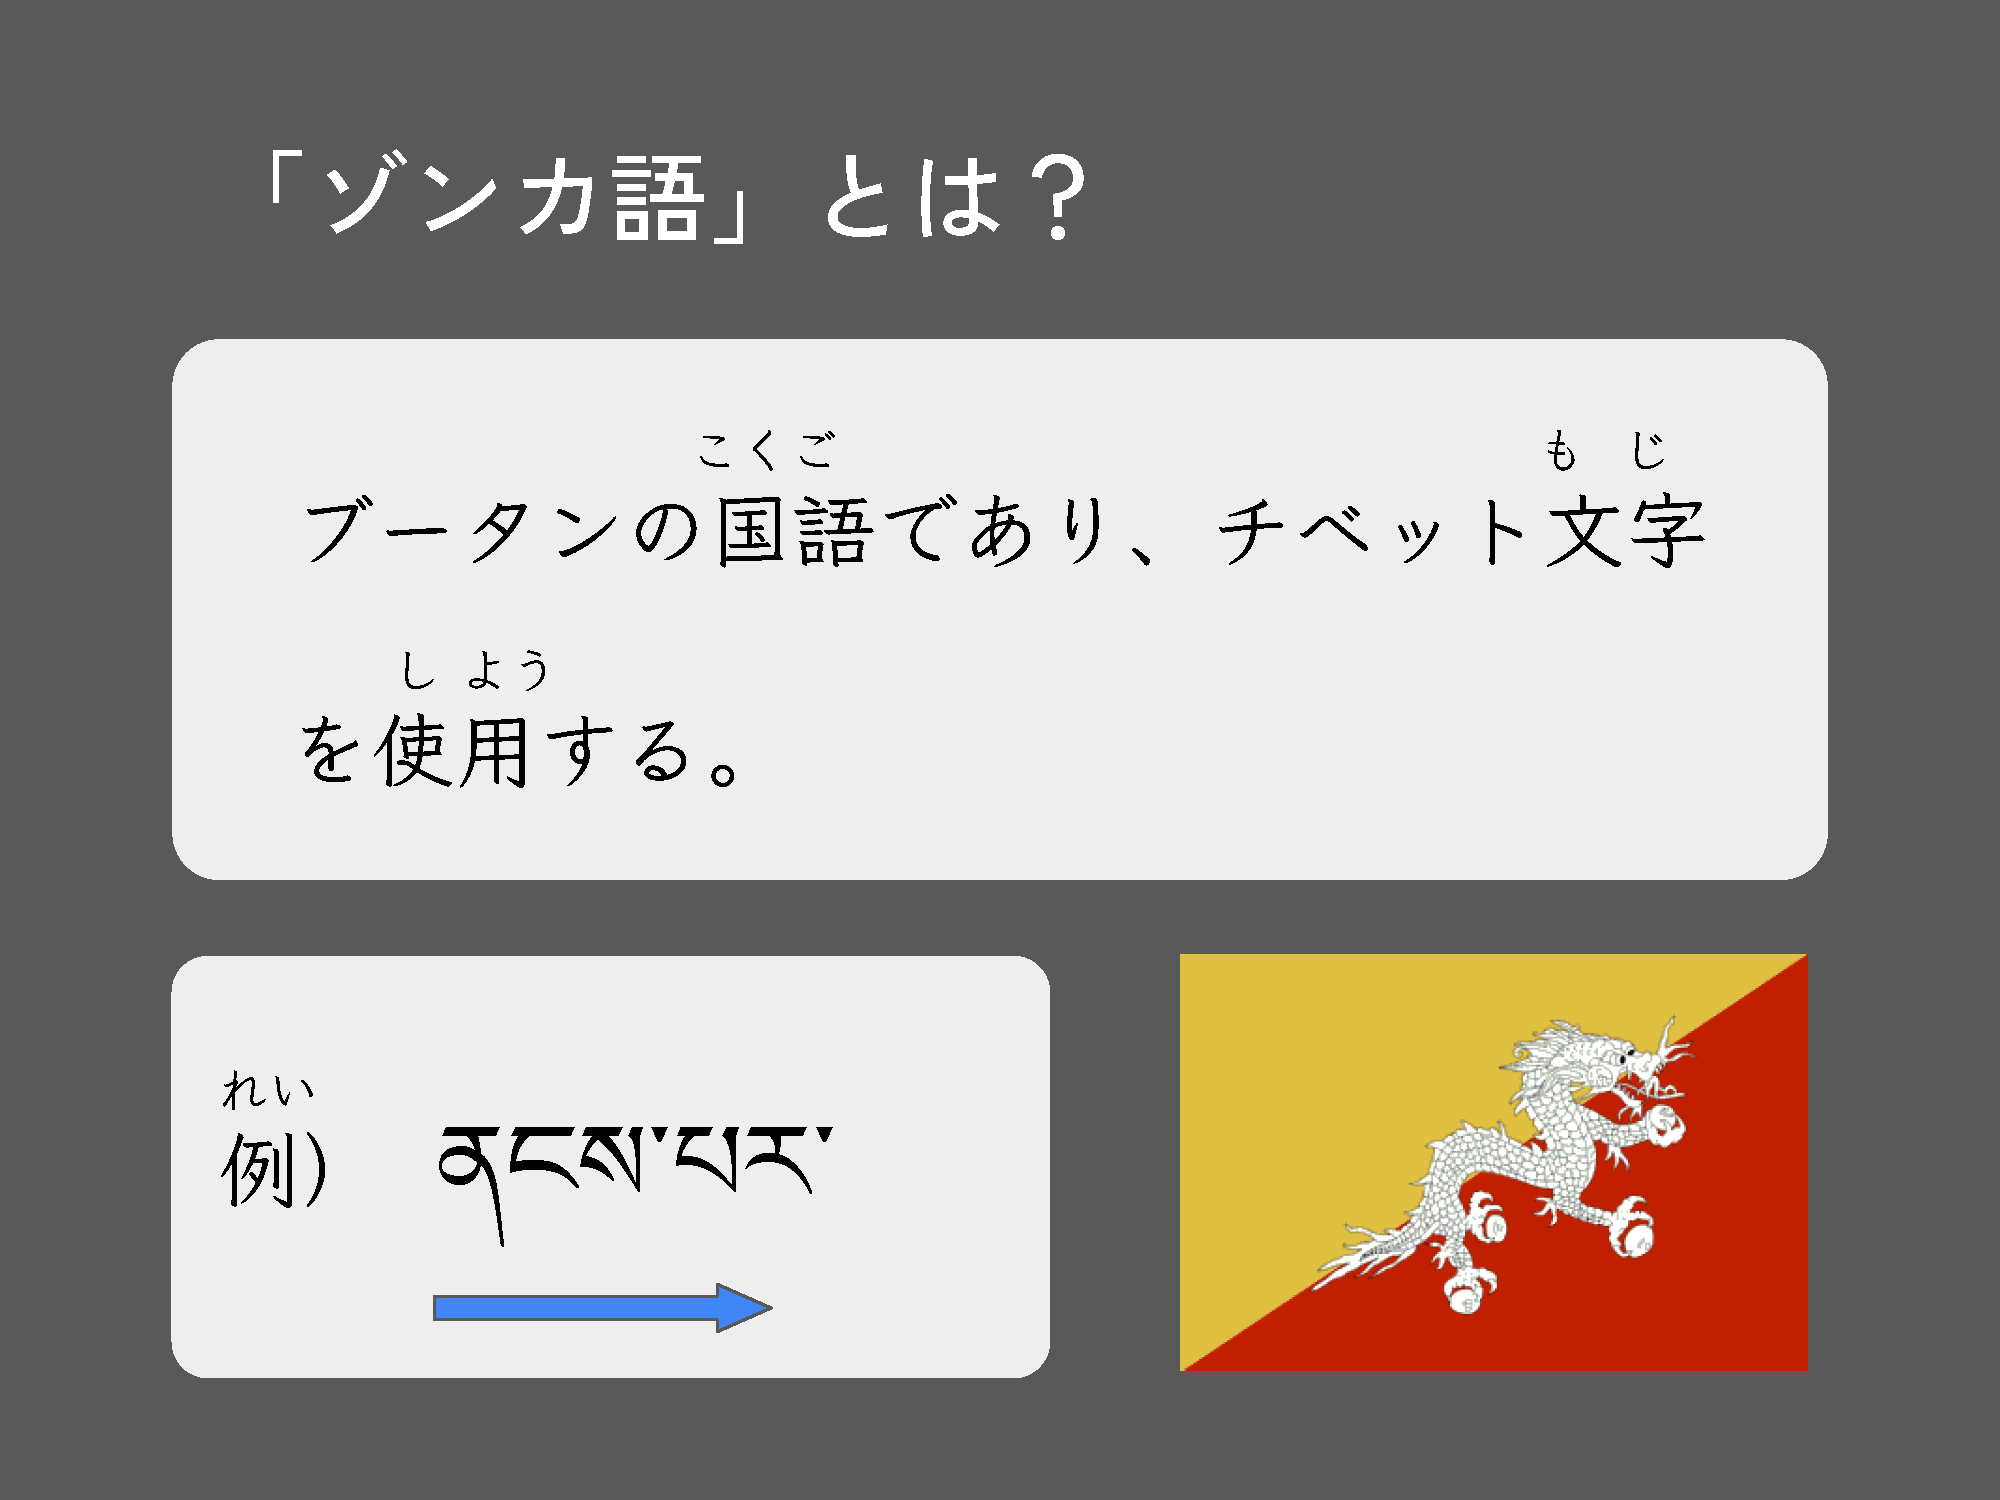 「ゾンカ語」とは？
こくご　もじ
ブータンの国語であり、チベット文字
しよう
を使用する。
れい
例)　ནངས་པར་